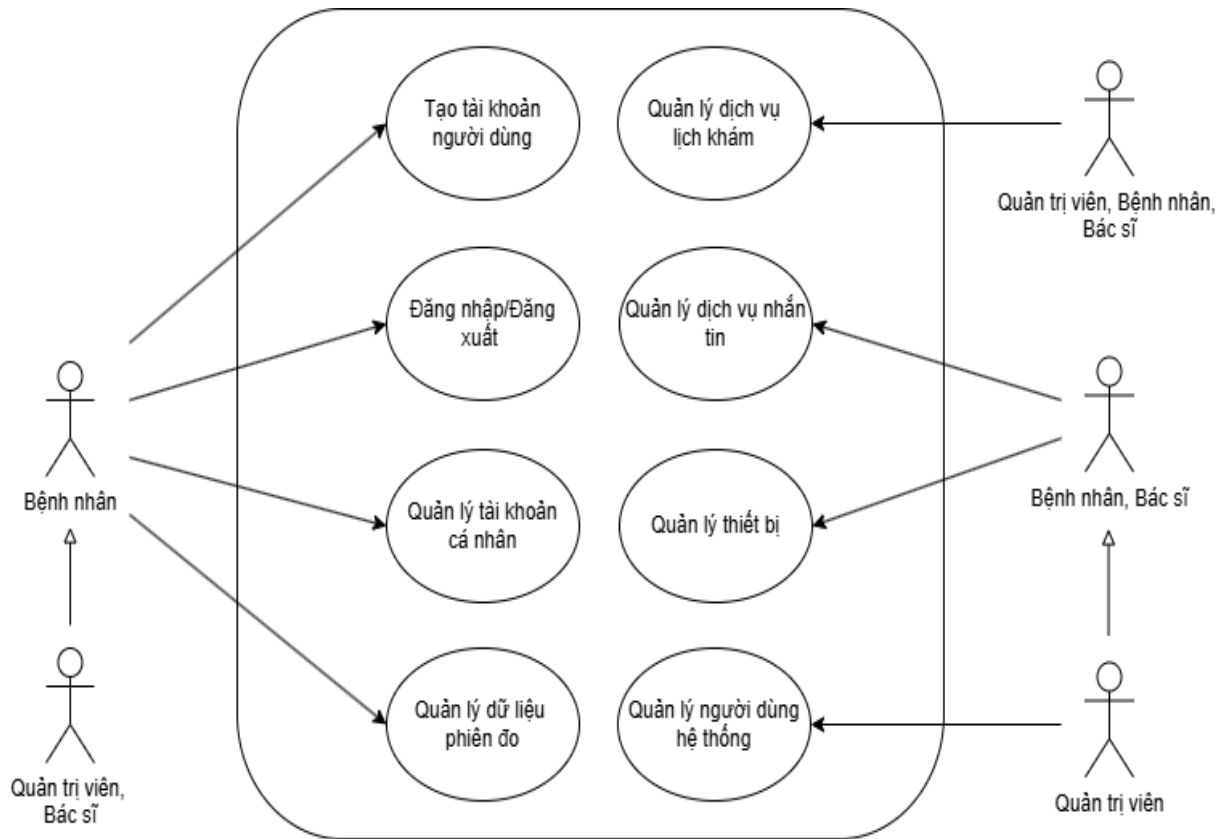 Tạo tài khoản
người dùng
Quản lý dịch vụ
lịch khám
Quản trị viên, Bệnh nhân,
Bác sĩ
Đăng nhập/Đăng
xuất
Quản lý dịch vụ nhắn
tin
Bệnh nhân
Quản lý tài khoản
cá nhân
Quản lý thiết bị
Bệnh nhân, Bác sĩ
Quản lý dữ liệu
phiên đo
Quản lý người dùng
hệ thống
Quản trị viên,
Bác sĩ
Quản trị viên